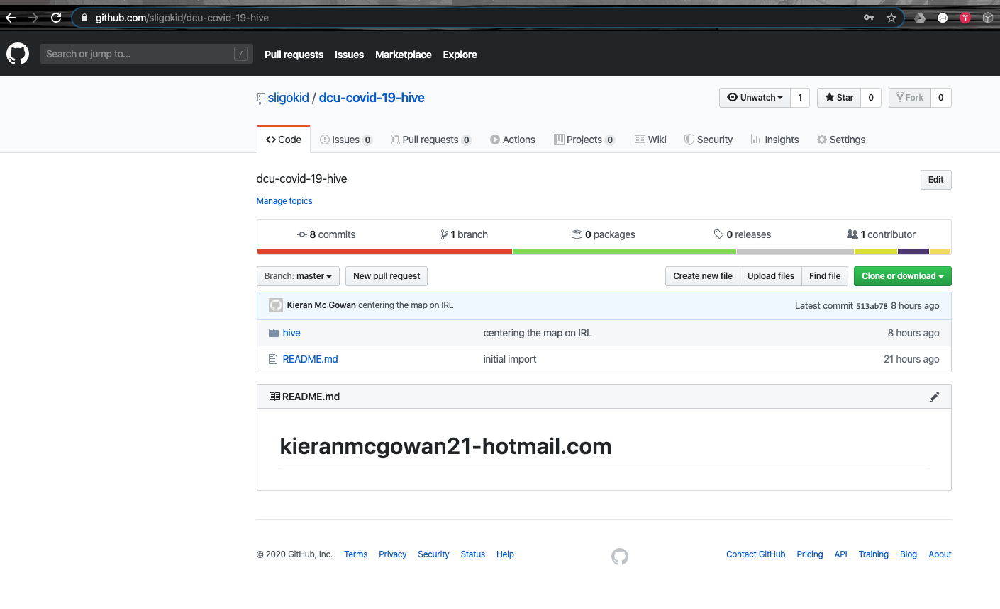 github.com/sligokid/dcu-covid-19-hive
Search or jump to... / Pull requests Issues Marketplace Explore
sligokid / dcu-covid-19-hive Unwatch 1 Star 0 Fork 0
Code Issues 0 Pull requests 0 Actions Projects 0 Wiki Security Insights Settings
dcu-covid-19-hive Edit
Manage topics
8 commits 1 branch 0 packages 0 releases 1 contributor
Branch: master New pull request Create new file Upload files Find file Clone or download
Kieran Mc Gowan centering the map on IRL Latest commit 513ab78 8 hours ago
hive centering the map on IRL 8 hours ago
README.md initial import 21 hours ago
README.md
kieranmcgowan21-hotmail.com
© 2020 GitHub, Inc. Terms Privacy Security Status Help Contact GitHub Pricing API Training Blog About